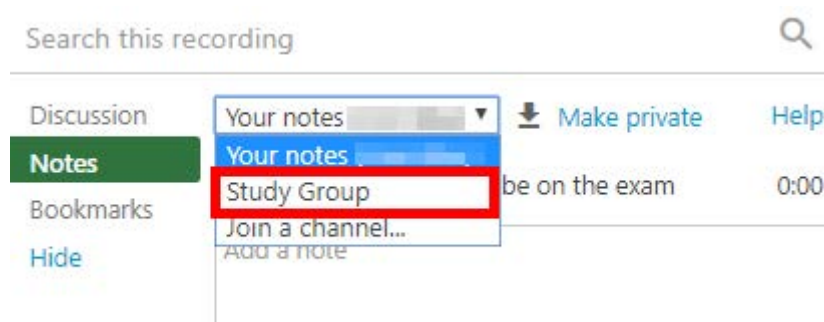 Search this recording
Discussion
Your notes
Make private
Help
Notes
Your notes
Study Group
be on the exam
0:00
Bookmarks
Join a channel...
Hide
Add a note